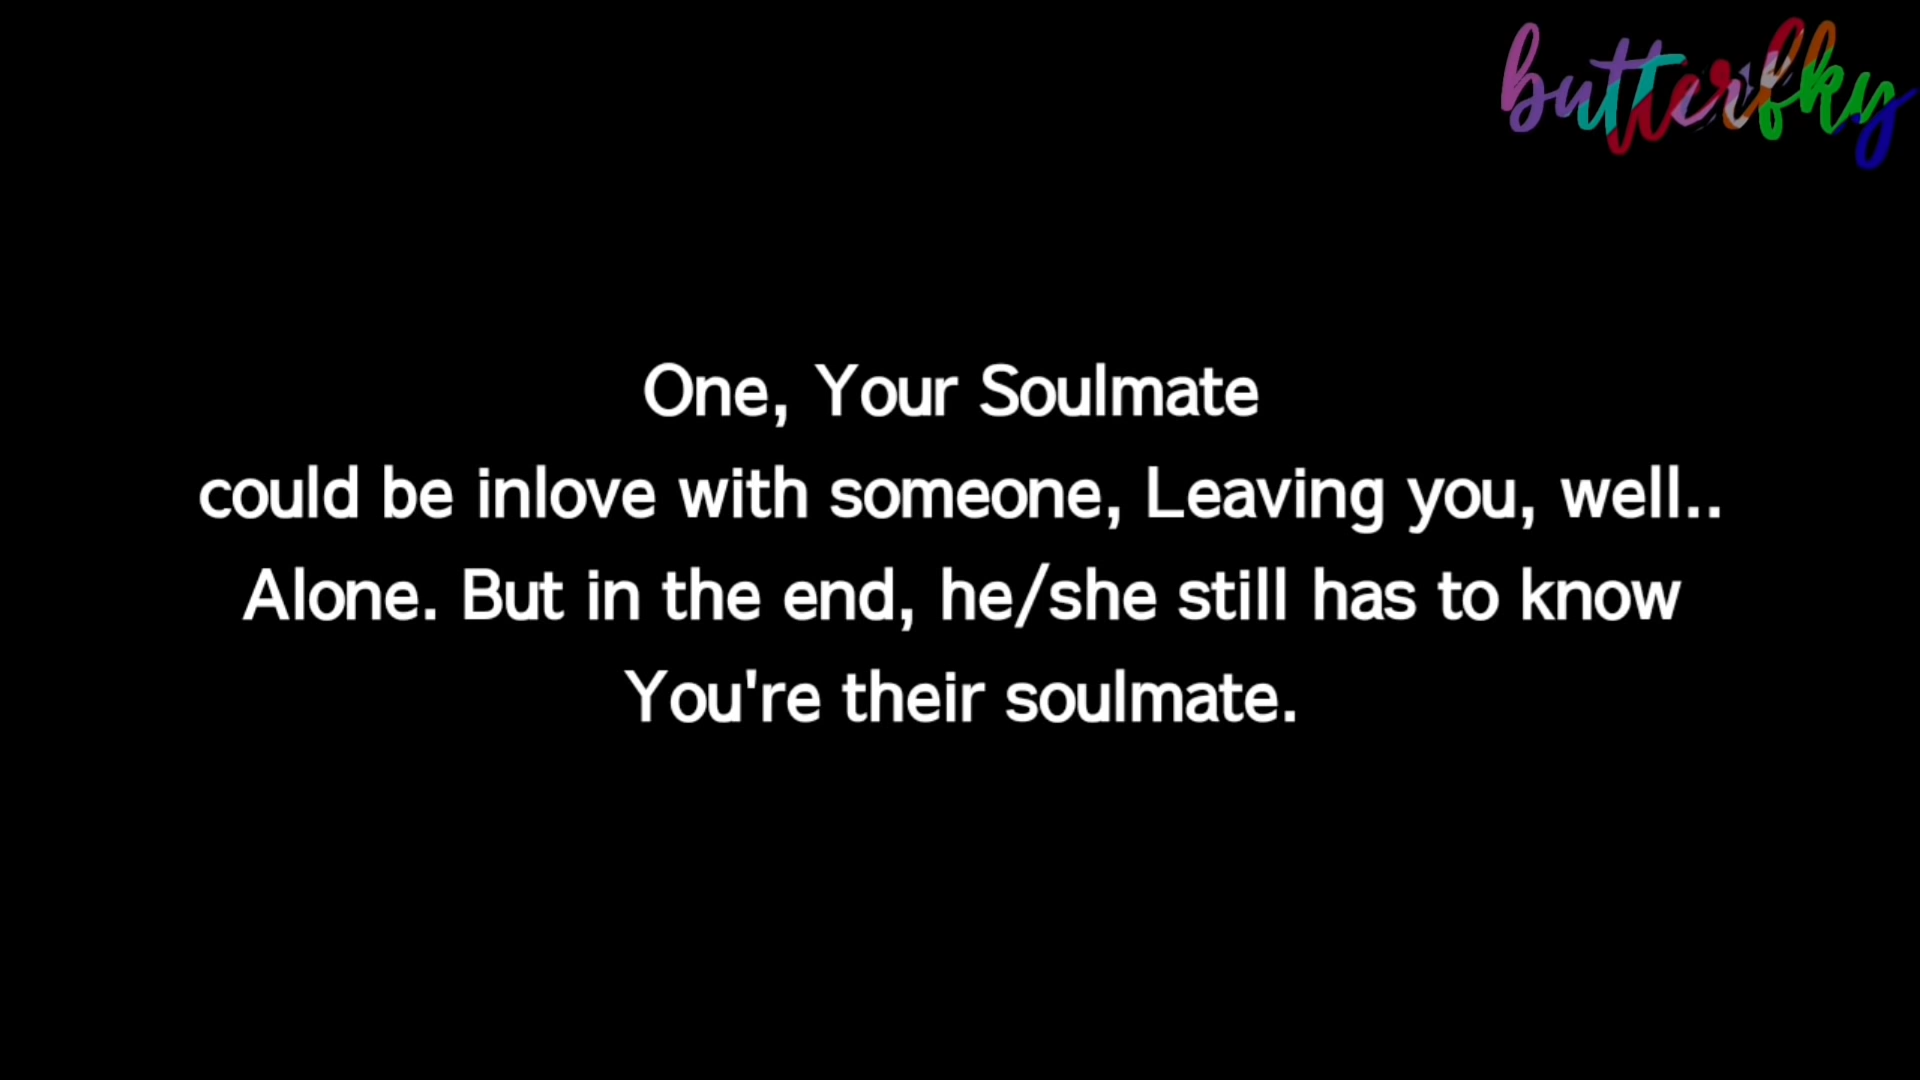 butterfky
One, Your Soulmate
could be inlove with someone, Leaving you, well..
Alone. But in the end, he/she still has to know
You're their soulmate.